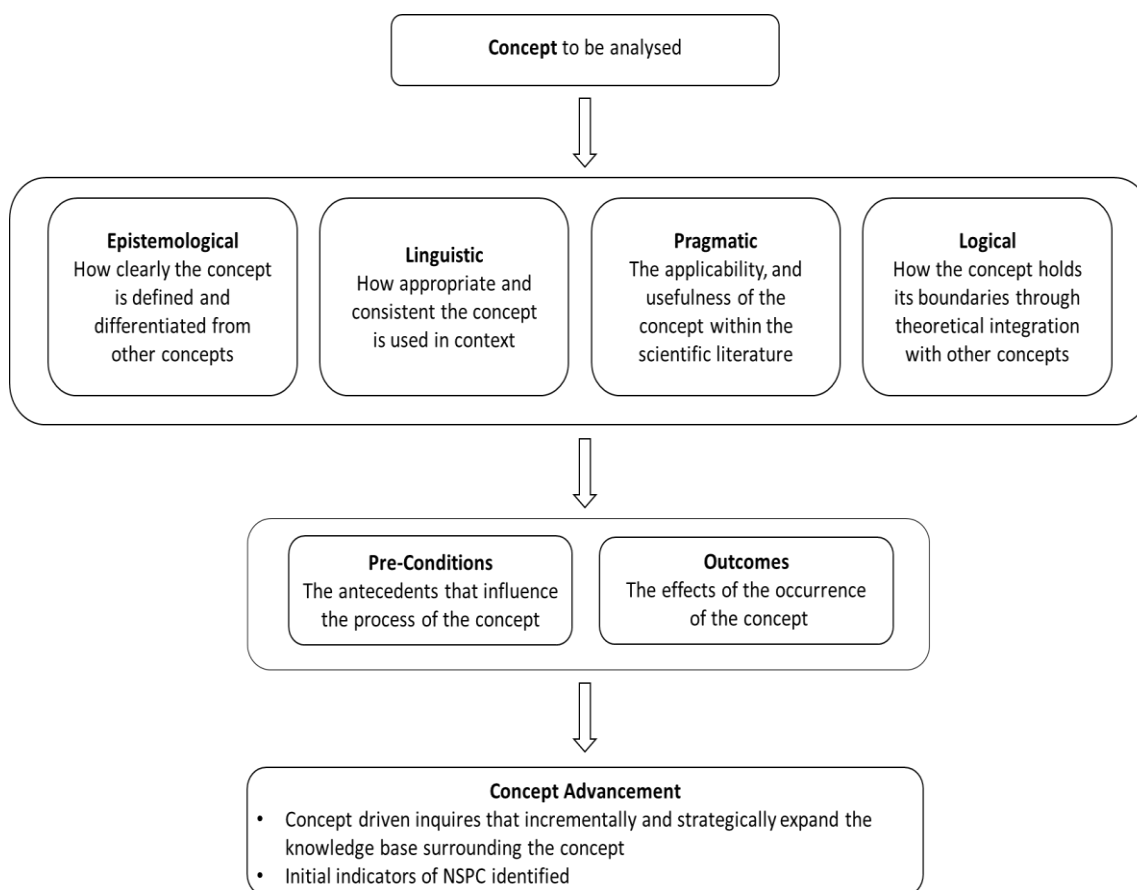 Concept to be analysed
Epistemological
How clearly the concept
is defined and
differentiated from
other concepts
Linguistic
How appropriate and
consistent the concept
is used in context
Pragmatic
The applicability, and
usefulness of the
concept within the
scientific literature
Logical
How the concept holds
its boundaries through
theoretical integration
with other concepts
Pre-Conditions
The antecedents that influence
the process of the concept
Outcomes
The effects of the occurrence
of the concept
Concept Advancement
• Concept driven inquires that incrementally and strategically expand the
knowledge base surrounding the concept
• Initial indicators of NSPC identified